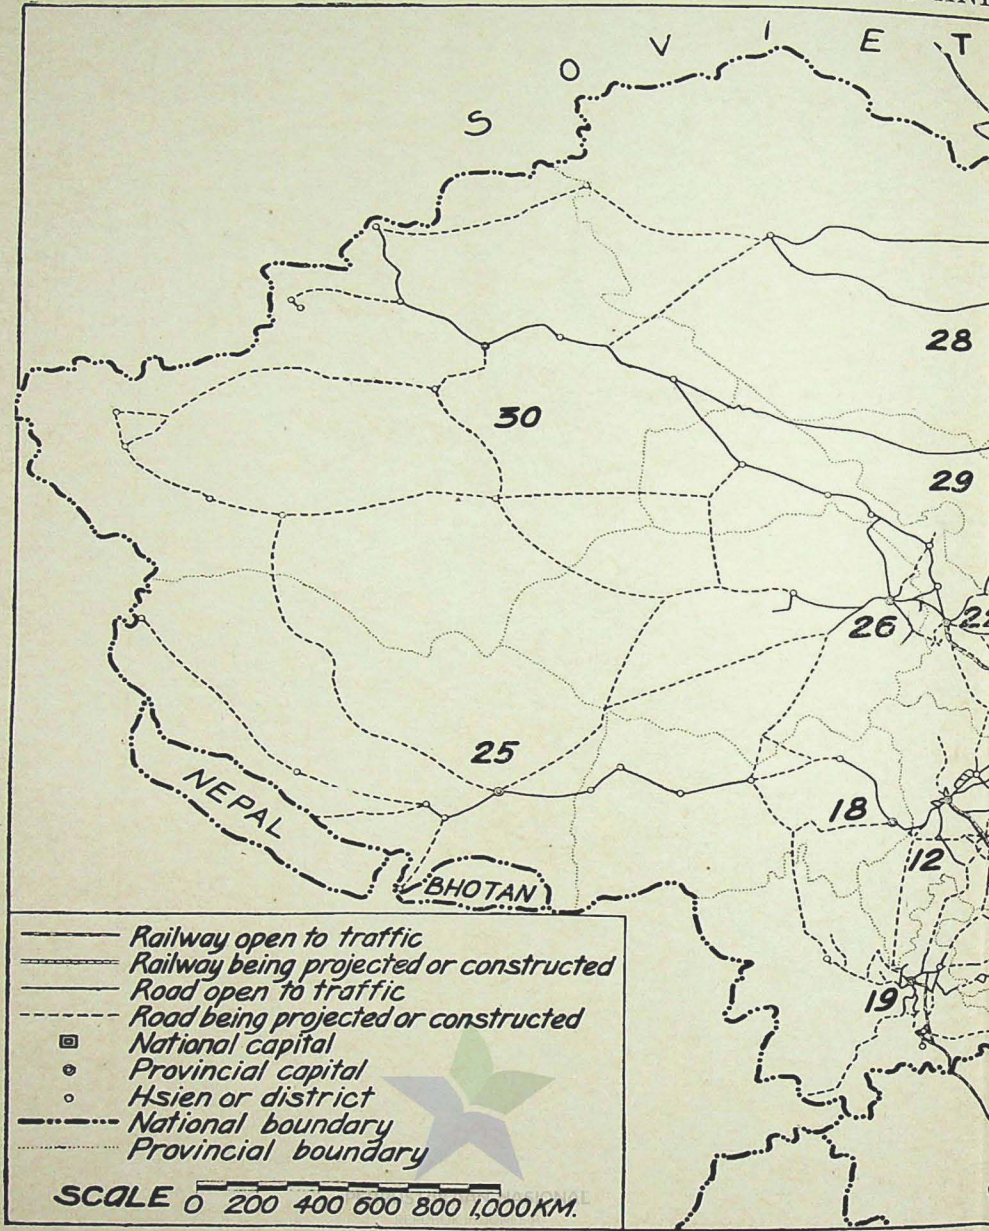 S O V I E T
28
30
29
26
22
25
NEPAL
18
12
BHOTAN
19
Railway open to traffic
Railway being projected or constructed
Road open to traffic
Road being projected or constructed
National capital
Provincial capital
Hsien or district
National boundary
Provincial boundary
SCALE 0 200 400 600 800 1,000 KM.